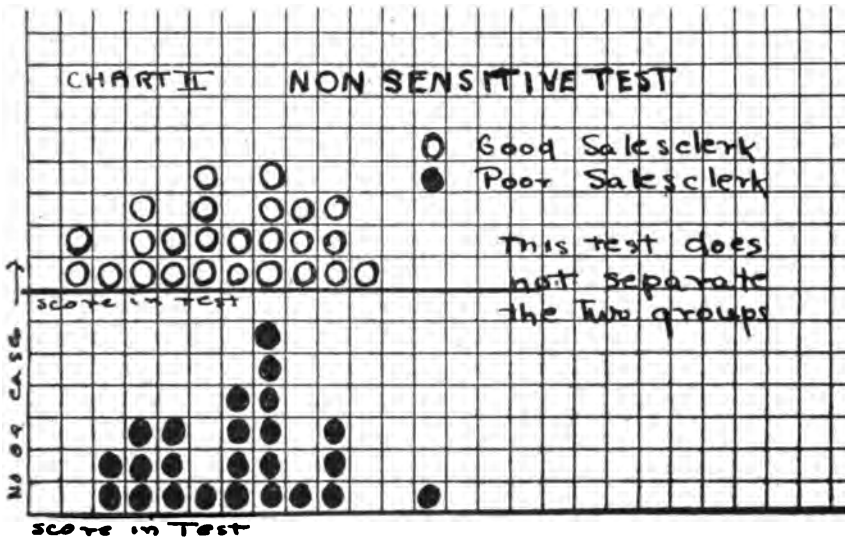 CHART II NON SENSITIVE TEST
Good Salesclerk
Poor Salesclerk
This test does
not separate
the Two groups
score in Test
No of cases
score in Test